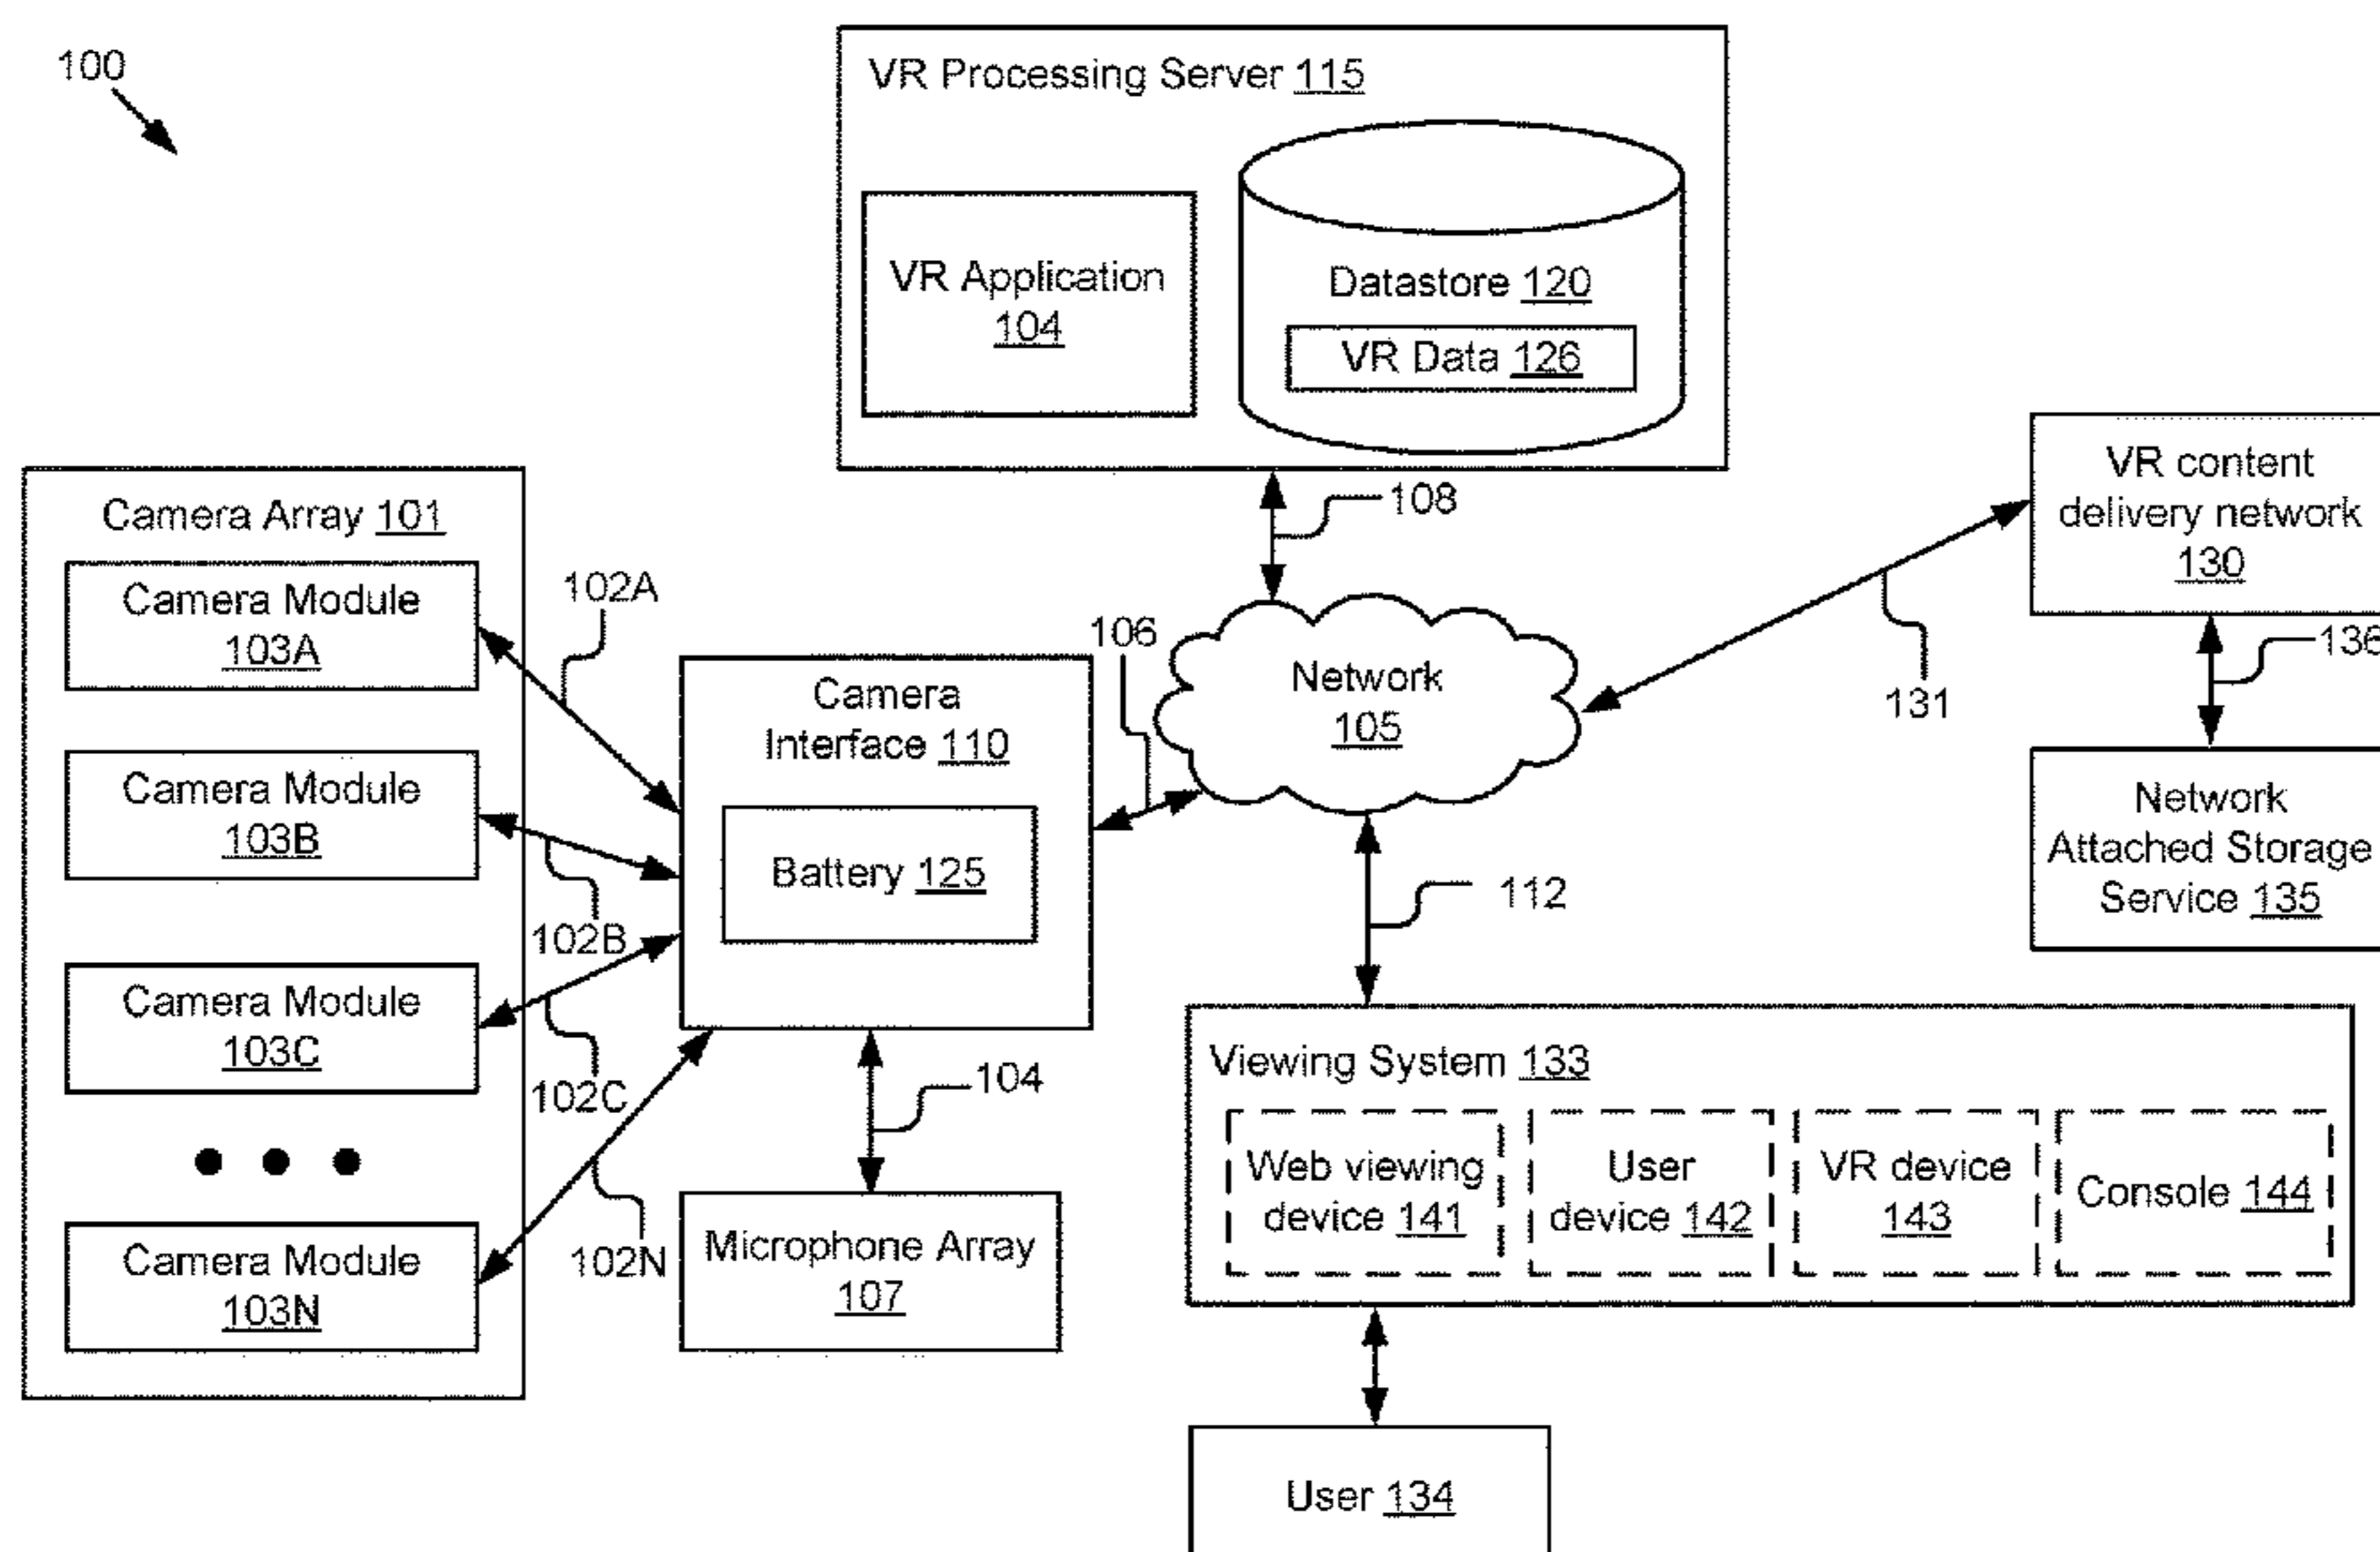 100
VR Processing Server 115
VR Application
104
Datastore 120
VR Data 126
108
VR content
delivery network
130
136
131
Network
Attached Storage
Service 135
Camera Array 101
Camera Module
103A
Camera Module
103B
Camera Module
103C
Camera Module
103N
102A
102B
102C
102N
Camera
Interface 110
Battery 125
106
Network
105
112
104
Microphone Array
107
Viewing System 133
Web viewing
device 141
User
device 142
VR device
143
Console 144
User 134